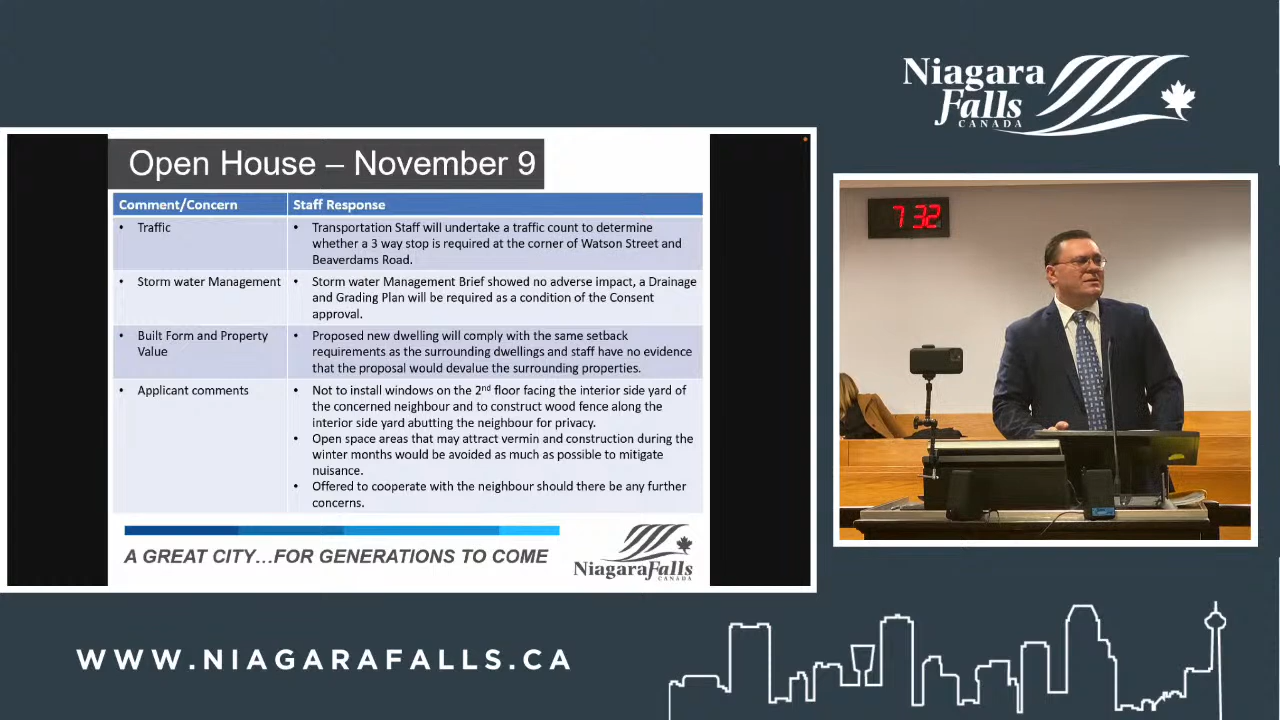 Niagara
Falls
CANADA
Open House – November 9
Comment/Concern
Staff Response
• Traffic
• Transportation Staff will undertake a traffic count to determine
whether a 3 way stop is required at the corner of Watson Street and
Beaverdams Road.
• Storm water Management
• Storm water Management Brief showed no adverse impact, a Drainage
and Grading Plan will be required as a condition of the Consent
approval.
• Built Form and Property
Value
• Proposed new dwelling will comply with the same setback
requirements as the surrounding dwellings and staff have no evidence
that the proposal would devalue the surrounding properties.
• Applicant comments
• Not to install windows on the 2nd floor facing the interior side yard of
the concerned neighbour and to construct wood fence along the
interior side yard abutting the neighbour for privacy.
• Open space areas that may attract vermin and construction during the
winter months would be avoided as much as possible to mitigate
nuisance.
• Offered to cooperate with the neighbour should there be any further
concerns.
A GREAT CITY...FOR GENERATIONS TO COME
NiagaraFalls
CANADA
7 32
WWW.NIAGARAFALLS.CA